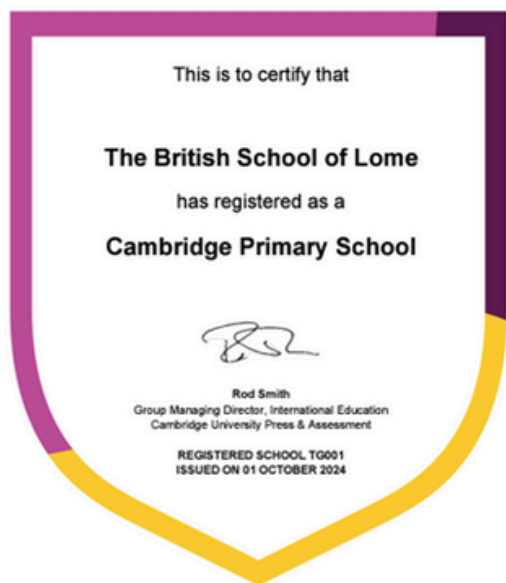 This is to certify that
The British School of Lome
has registered as a
Cambridge Primary School
Rod Smith
Group Managing Director, International Education
Cambridge University Press & Assessment
REGISTERED SCHOOL TG001
ISSUED ON 01 OCTOBER 2024